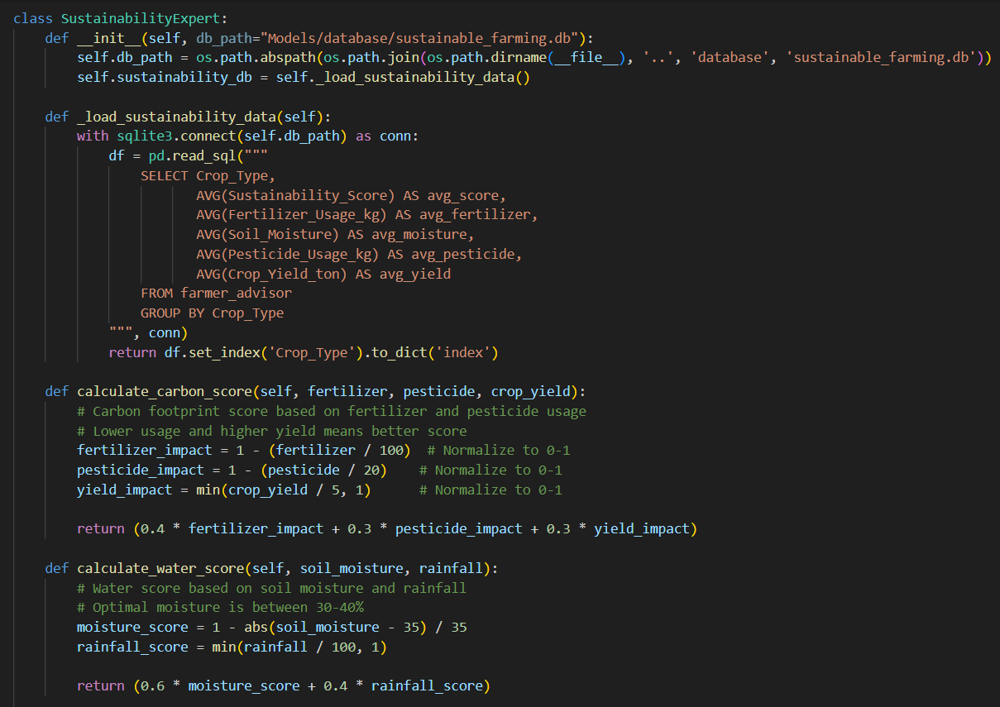 class SustainabilityExpert:
    def __init__(self, db_path="Models/database/sustainable_farming.db"):
        self.db_path = os.path.abspath(os.path.join(os.path.dirname(__file__), '..', 'database', 'sustainable_farming.db'))
        self.sustainability_db = self._load_sustainability_data()

    def _load_sustainability_data(self):
        with sqlite3.connect(self.db_path) as conn:
            df = pd.read_sql("""
                SELECT Crop_Type,
                       AVG(Sustainability_Score) AS avg_score,
                       AVG(Fertilizer_Usage_kg) AS avg_fertilizer,
                       AVG(Soil_Moisture) AS avg_moisture,
                       AVG(Pesticide_Usage_kg) AS avg_pesticide,
                       AVG(Crop_Yield_ton) AS avg_yield
                FROM farmer_advisor
                GROUP BY Crop_Type
            """, conn)
            return df.set_index('Crop_Type').to_dict('index')

    def calculate_carbon_score(self, fertilizer, pesticide, crop_yield):
        # Carbon footprint score based on fertilizer and pesticide usage
        # Lower usage and higher yield means better score
        fertilizer_impact = 1 - (fertilizer / 100)  # Normalize to 0-1
        pesticide_impact = 1 - (pesticide / 20)    # Normalize to 0-1
        yield_impact = min(crop_yield / 5, 1)      # Normalize to 0-1

        return (0.4 * fertilizer_impact + 0.3 * pesticide_impact + 0.3 * yield_impact)

    def calculate_water_score(self, soil_moisture, rainfall):
        # Water score based on soil moisture and rainfall
        # Optimal moisture is between 30-40%
        moisture_score = 1 - abs(soil_moisture - 35) / 35
        rainfall_score = min(rainfall / 100, 1)

        return (0.6 * moisture_score + 0.4 * rainfall_score)